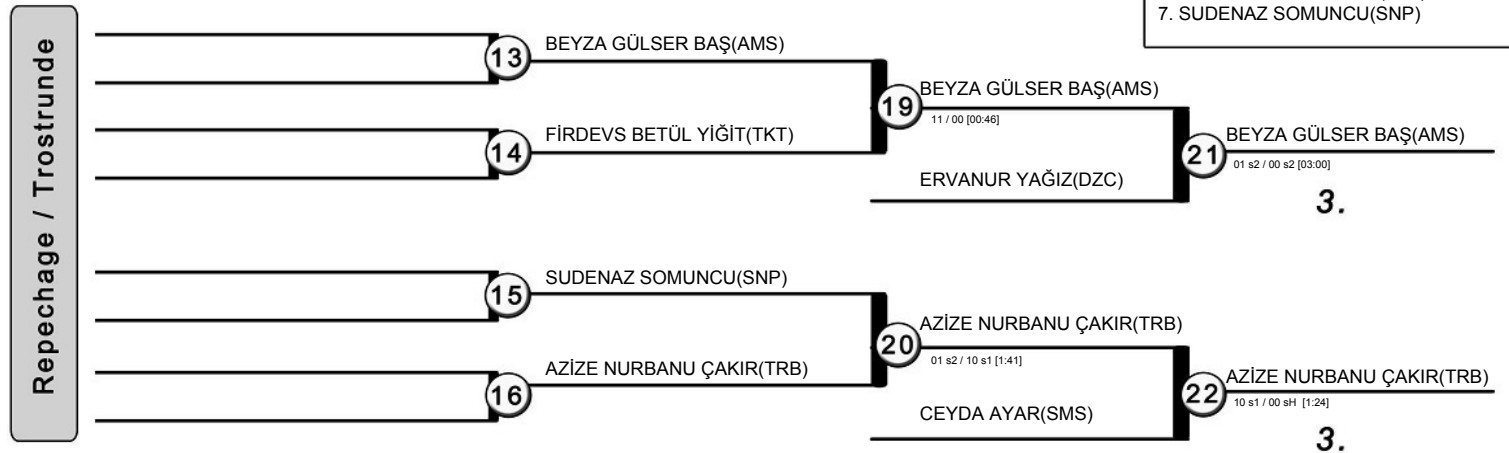 7. SUDENAZ SOMUNCU(SNP)
Repechage / Trostrunde
13
BEYZA GÜLSER BAŞ(AMS)
19
BEYZA GÜLSER BAŞ(AMS)
11 / 00 [00:46]
14
FİRDEVS BETÜL YİĞİT(TKT)
21
BEYZA GÜLSER BAŞ(AMS)
01 s2 / 00 s2 [03:00]
ERVANUR YAĞIZ(DZC)
3.
15
SUDENAZ SOMUNCU(SNP)
20
AZİZE NURBANU ÇAKIR(TRB)
01 s2 / 10 s1 [1:41]
16
AZİZE NURBANU ÇAKIR(TRB)
22
AZİZE NURBANU ÇAKIR(TRB)
10 s1 / 00 sH [1:24]
CEYDA AYAR(SMS)
3.